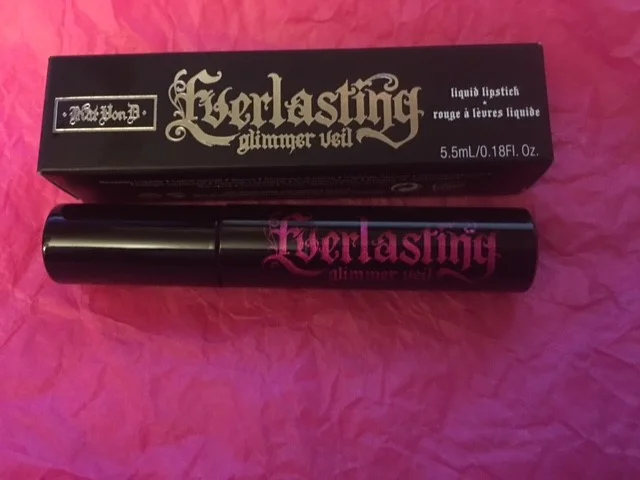 Kat Von D
Everlasting
glimmer veil
liquid lipstick
•
rouge à lèvres liquide
5.5mL/0.18Fl. Oz.
Everlasting
glimmer veil